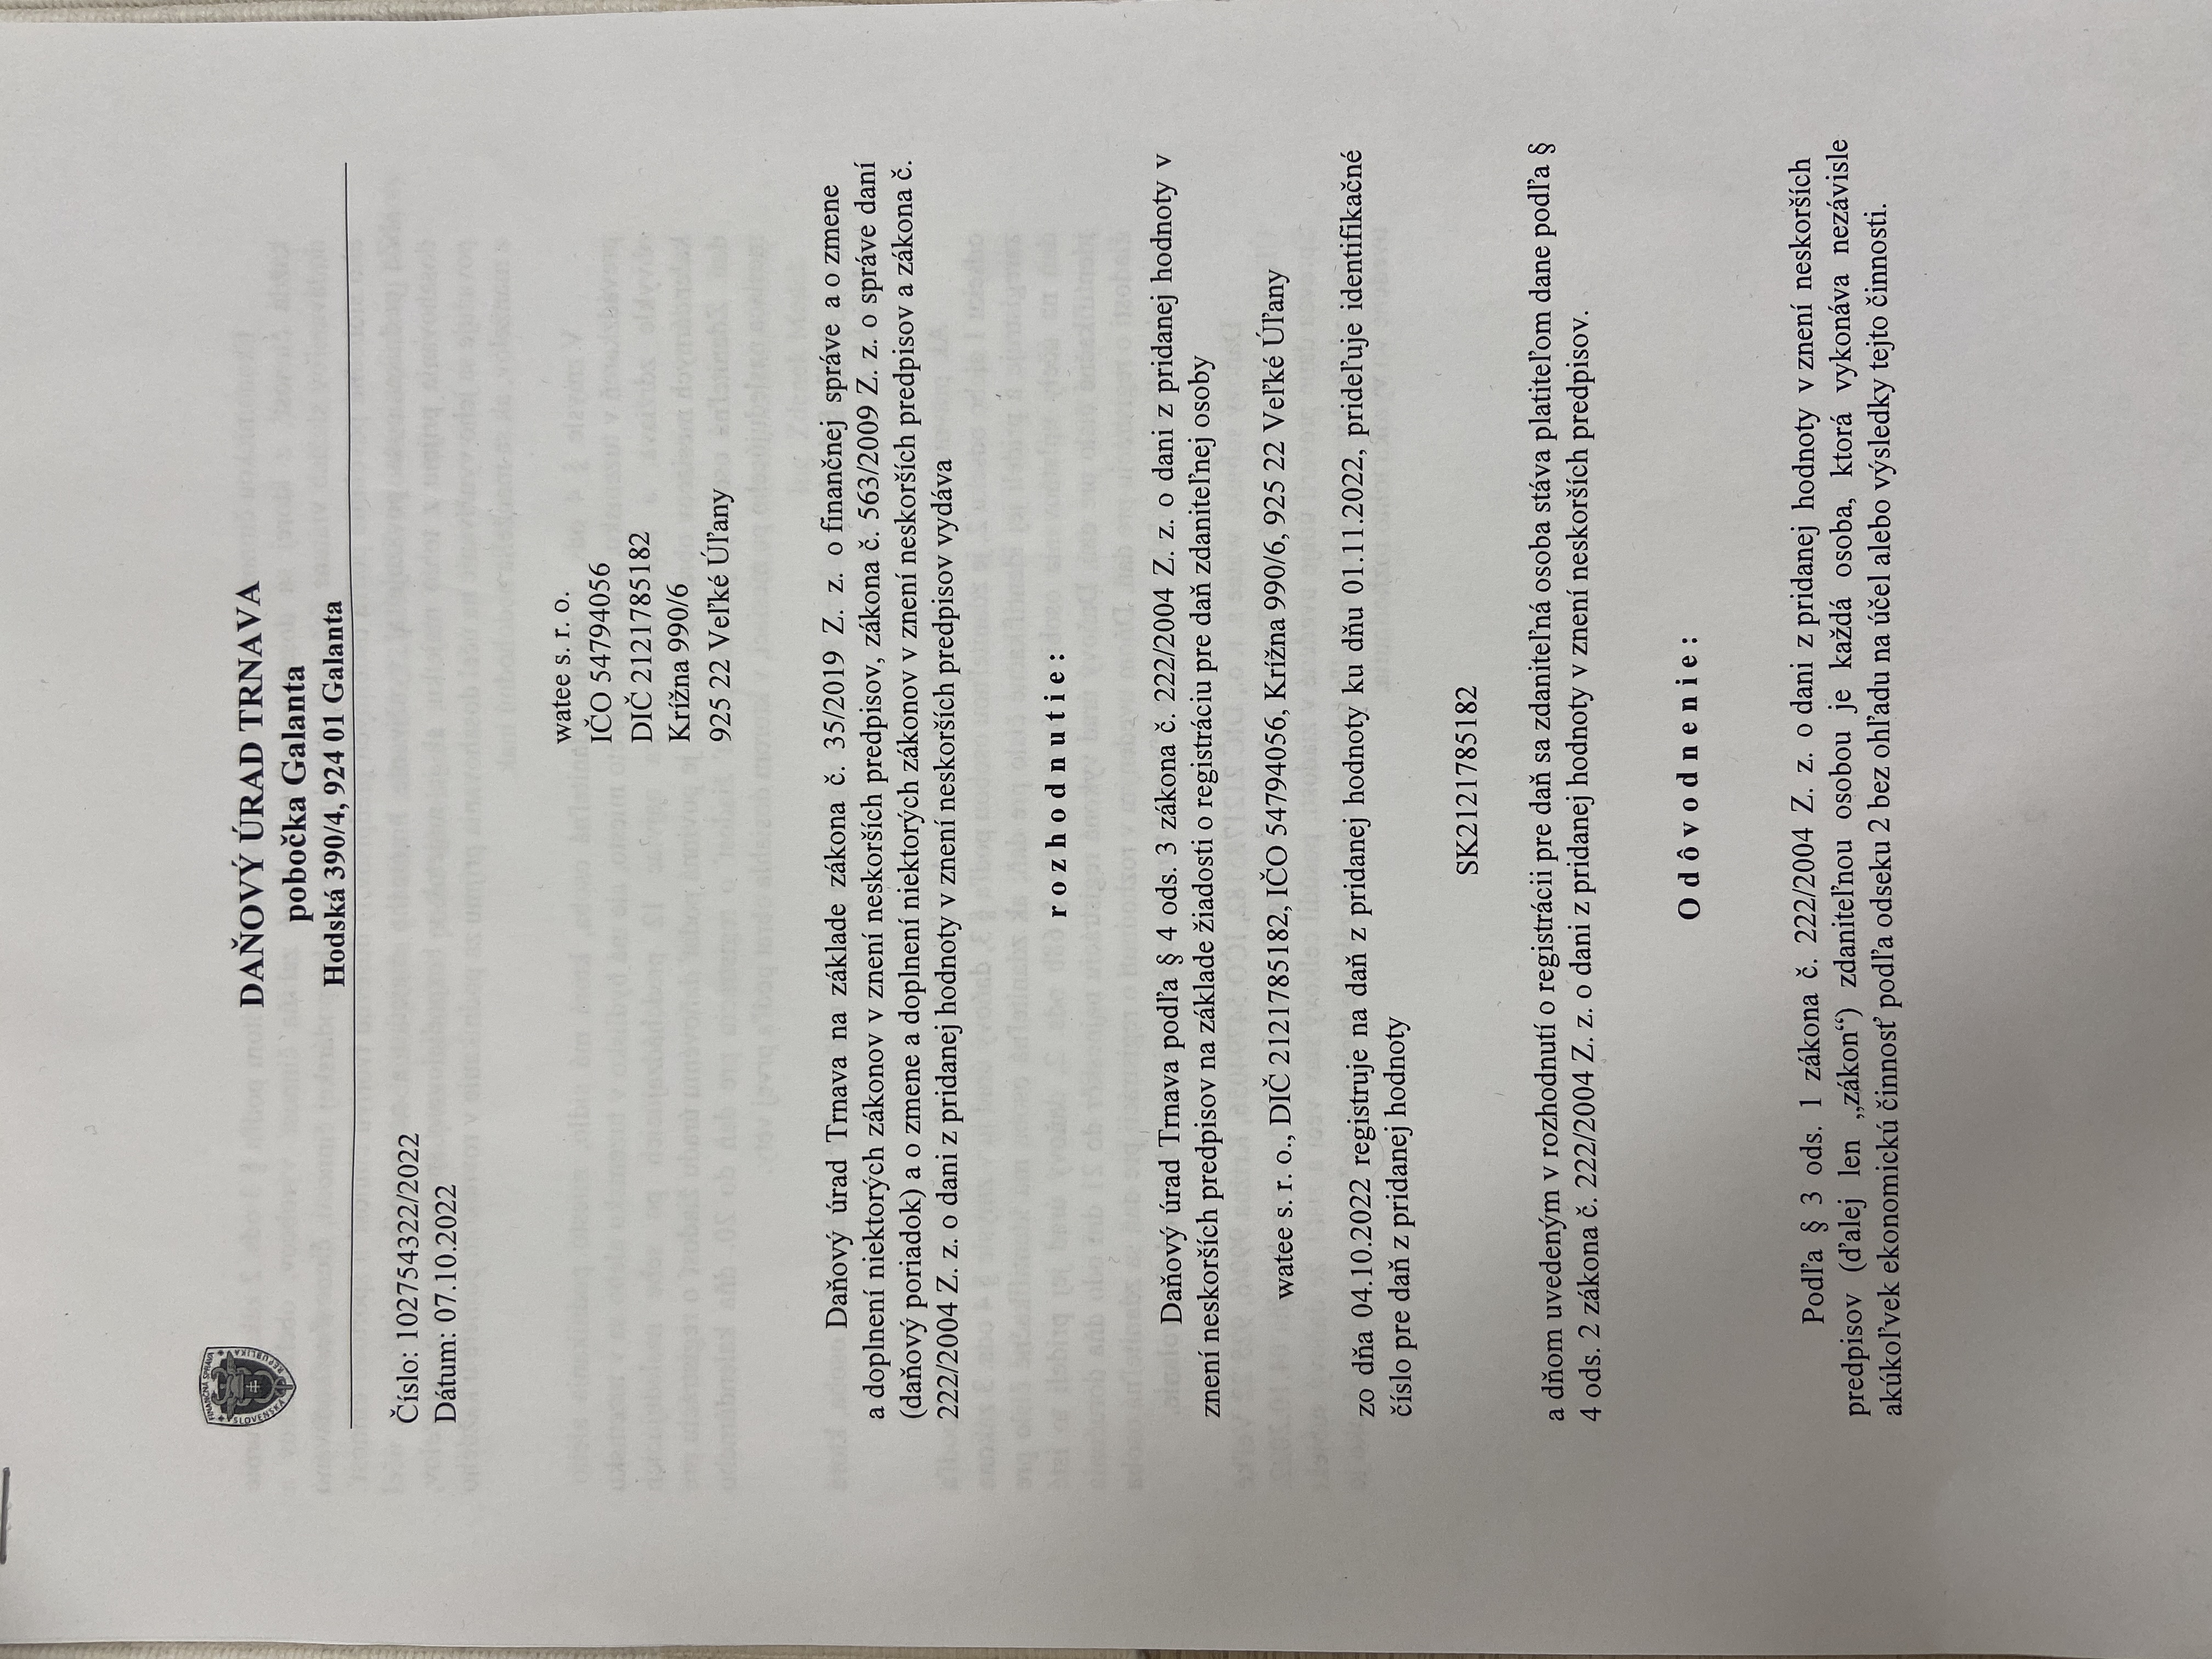 FINANČNÁ SPRÁVA
SLOVENSKÁ REPUBLIKA
DAŇOVÝ ÚRAD TRNAVA
pobočka Galanta
Hodská 390/4, 924 01 Galanta
Číslo: 102754322/2022
Dátum: 07.10.2022
watee s. r. o.
IČO 54794056
DIČ 2121785182
Krížna 990/6
925 22 Veľké Úľany
Daňový úrad Trnava na základe zákona č. 35/2019 Z. z. o finančnej správe a o zmene
a doplnení niektorých zákonov v znení neskorších predpisov, zákona č. 563/2009 Z. z. o správe daní
(daňový poriadok) a o zmene a doplnení niektorých zákonov v znení neskorších predpisov a zákona č.
222/2004 Z. z. o dani z pridanej hodnoty v znení neskorších predpisov vydáva
r o z h o d n u t i e :
Daňový úrad Trnava podľa § 4 ods. 3 zákona č. 222/2004 Z. z. o dani z pridanej hodnoty v
znení neskorších predpisov na základe žiadosti o registráciu pre daň zdaniteľnej osoby
watee s. r. o., DIČ 2121785182, IČO 54794056, Krížna 990/6, 925 22 Veľké Úľany
zo dňa 04.10.2022 registruje na daň z pridanej hodnoty ku dňu 01.11.2022, prideľuje identifikačné
číslo pre daň z pridanej hodnoty
SK2121785182
a dňom uvedeným v rozhodnutí o registrácii pre daň sa zdaniteľná osoba stáva platiteľom dane podľa §
4 ods. 2 zákona č. 222/2004 Z. z. o dani z pridanej hodnoty v znení neskorších predpisov.
O d ô v o d n e n i e :
Podľa § 3 ods. 1 zákona č. 222/2004 Z. z. o dani z pridanej hodnoty v znení neskorších
predpisov (ďalej len „zákon“) zdaniteľnou osobou je každá osoba, ktorá vykonáva nezávisle
akúkoľvek ekonomickú činnosť podľa odseku 2 bez ohľadu na účel alebo výsledky tejto činnosti.